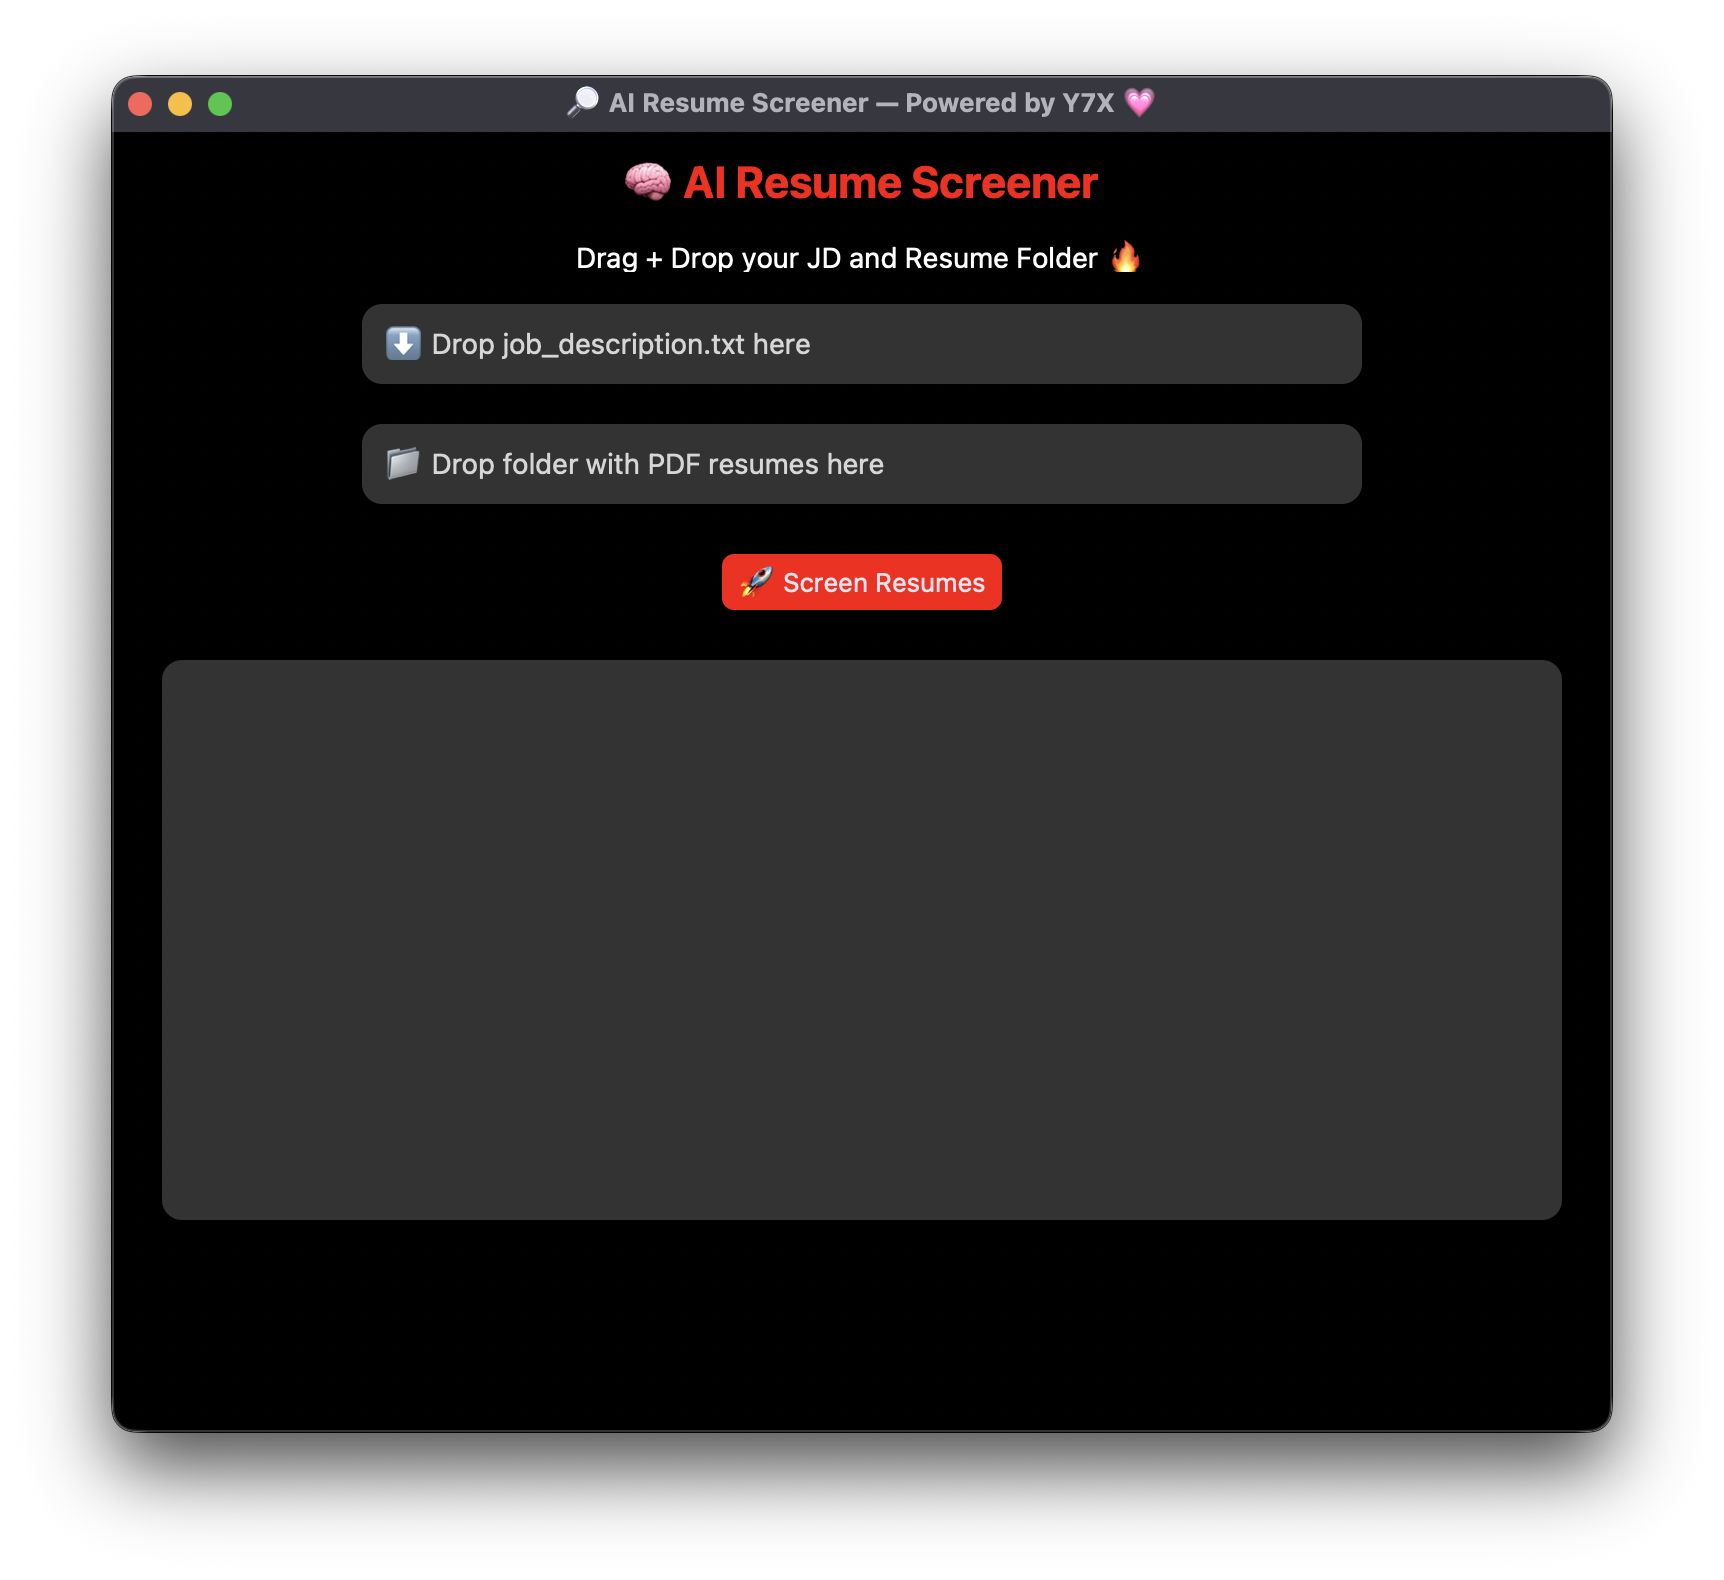 🔎 AI Resume Screener — Powered by Y7X 💗
🧠 AI Resume Screener
Drag + Drop your JD and Resume Folder 🔥
⬇️ Drop job_description.txt here
📁 Drop folder with PDF resumes here
🚀 Screen Resumes